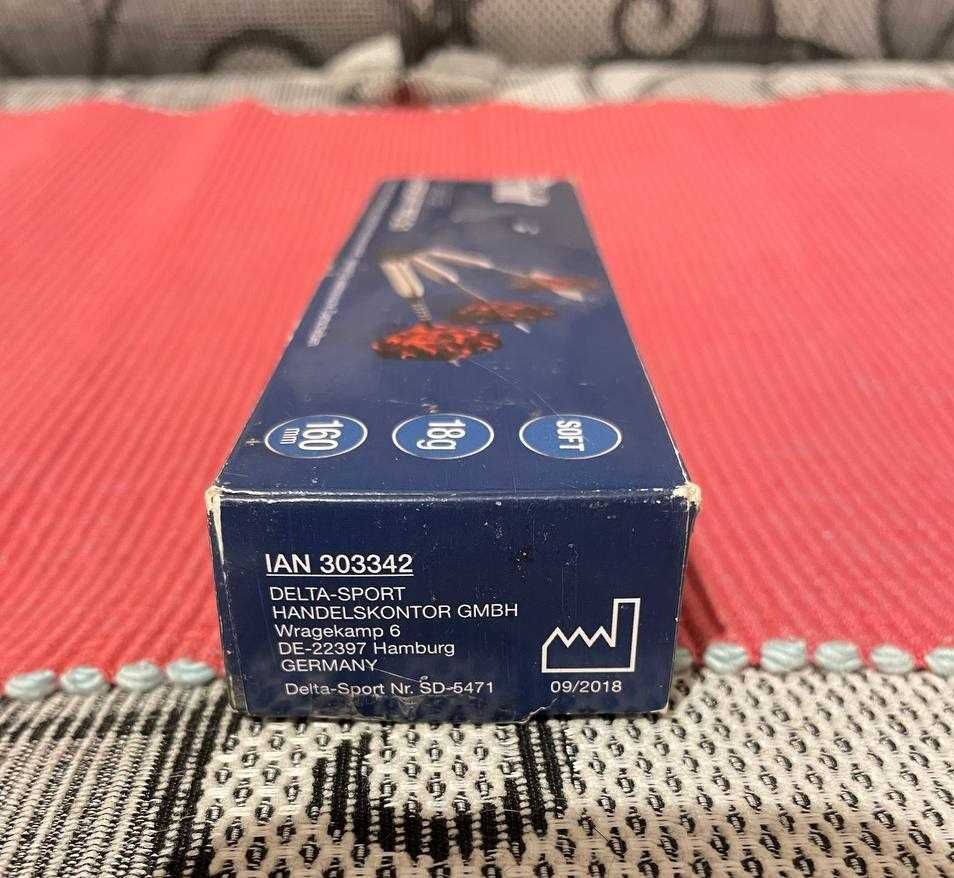 160
mm
18g
SOFT
IAN 303342
DELTA-SPORT
HANDELSKONTOR GMBH
Wragekamp 6
DE-22397 Hamburg
GERMANY
Delta-Sport Nr. SD-5471
09/2018